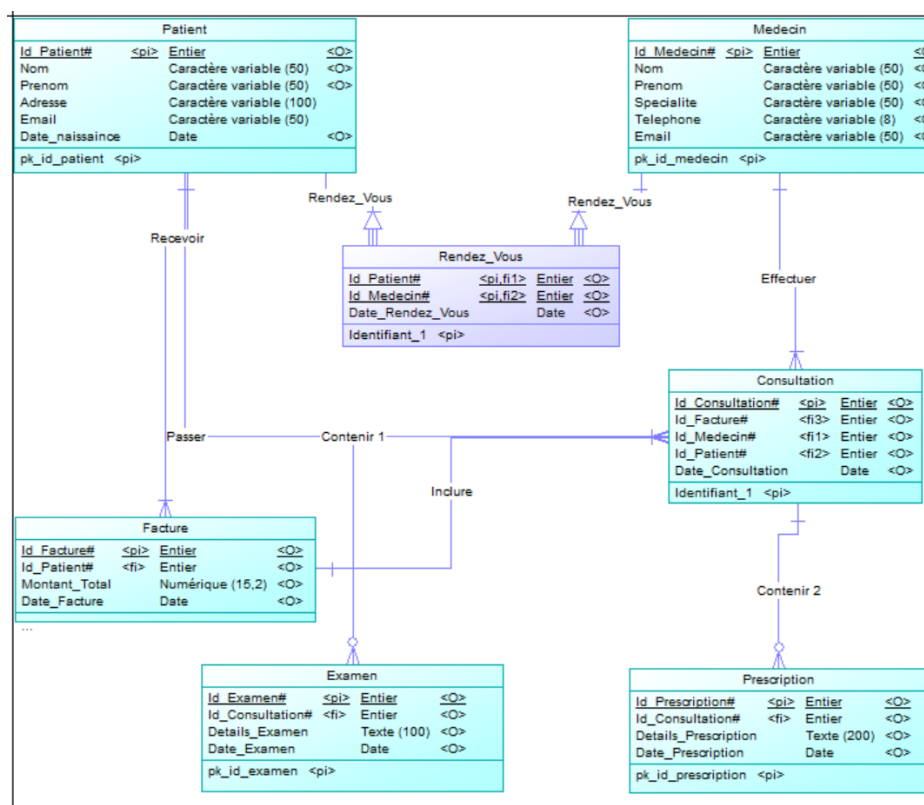 Patient
Id_Patient# <pi> Entier <O>
Nom Caractère variable (50) <O>
Prenom Caractère variable (50) <O>
Adresse Caractère variable (100)
Email Caractère variable (50)
Date_naissaince Date <O>
pk_id_patient <pi>
Medecin
Id_Medecin# <pi> Entier
Nom Caractère variable (50)
Prenom Caractère variable (50)
Specialite Caractère variable (50)
Telephone Caractère variable (8)
Email Caractère variable (50)
pk_id_medecin <pi>
Rendez_Vous
Rendez_Vous
Recevoir
Rendez_Vous
Id_Patient# <pi,fi1> Entier <O>
Id_Medecin# <pi,fi2> Entier <O>
Date_Rendez_Vous Date <O>
Identifiant_1 <pi>
Effectuer
Consultation
Id_Consultation# <pi> Entier <O>
Id_Facture# <fi3> Entier <O>
Id_Medecin# <fi1> Entier <O>
Id_Patient# <fi2> Entier <O>
Date_Consultation Date <O>
Identifiant_1 <pi>
Passer
Contenir 1
Inclure
Facture
Id_Facture# <pi> Entier <O>
Id_Patient# <fi> Entier <O>
Montant_Total Numérique (15,2) <O>
Date_Facture Date <O>
...
Contenir 2
Examen
Id_Examen# <pi> Entier <O>
Id_Consultation# <fi> Entier <O>
Details_Examen Texte (100) <O>
Date_Examen Date <O>
pk_id_examen <pi>
Prescription
Id_Prescription# <pi> Entier <O>
Id_Consultation# <fi> Entier <O>
Details_Prescription Texte (200) <O>
Date_Prescription Date <O>
pk_id_prescription <pi>